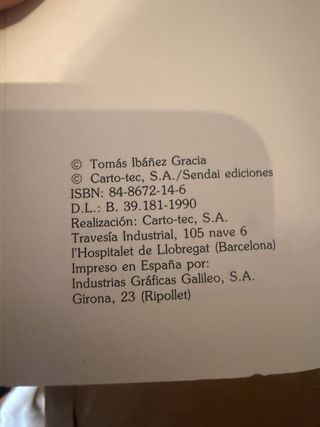 © Tomás Ibáñez Gracia
© Carto-tec, S.A./Sendai ediciones
ISBN: 84-8672-14-6
D.L.: B. 39.181-1990
Realización: Carto-tec, S.A.
Travesía Industrial, 105 nave 6
l'Hospitalet de Llobregat (Barcelona)
Impreso en España por:
Industrias Gráficas Galileo, S.A.
Girona, 23 (Ripollet)